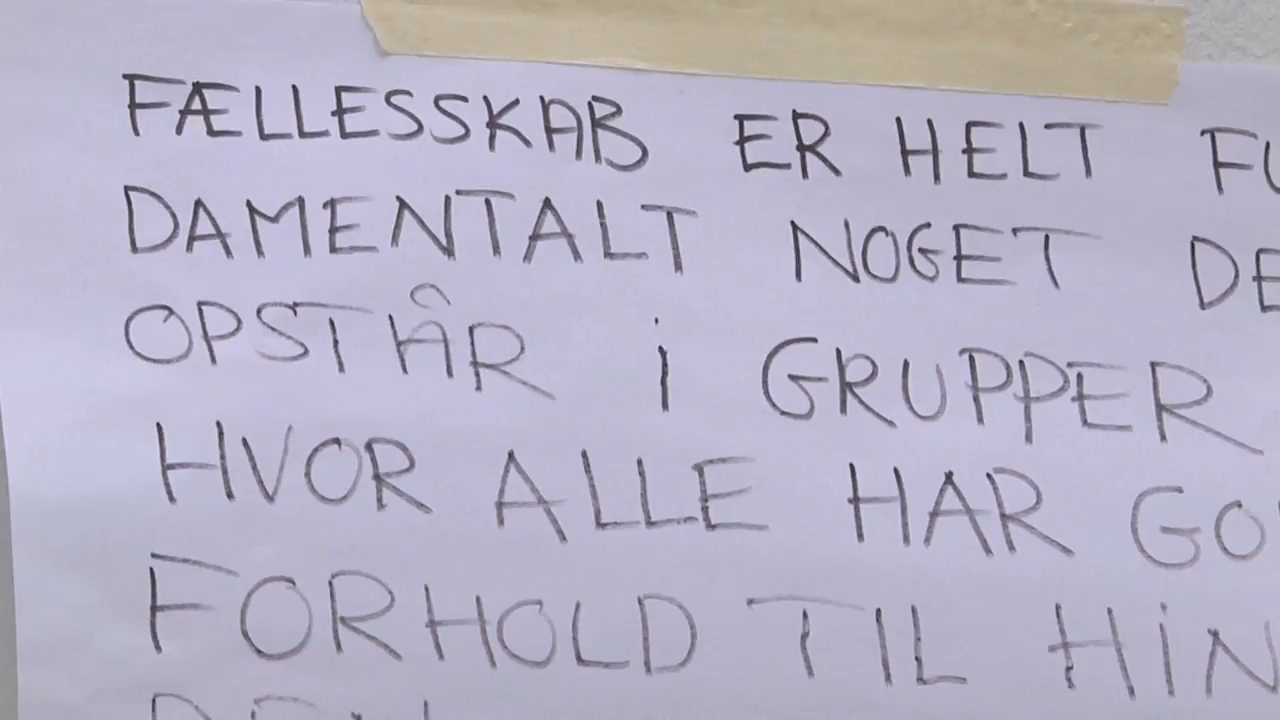 FÆLLESSKAB ER HELT FU
DAMENTALT NOGET DE
OPSTÅR i GRUPPER
HVOR ALLE HAR GO
FORHOLD TIL HiN